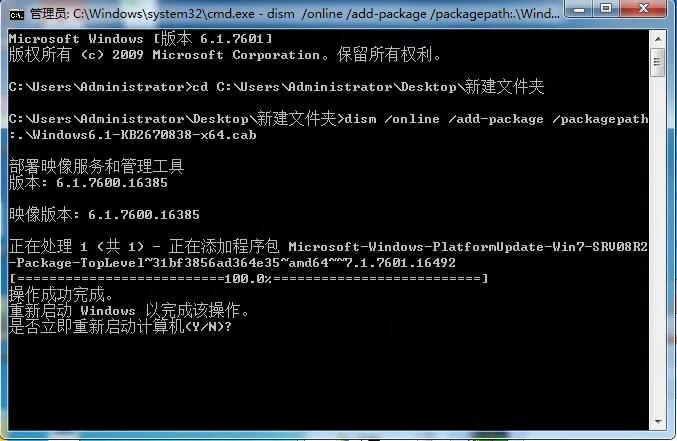 管理员: C:\Windows\system32\cmd.exe - dism  /online /add-package /packagepath:.\Wind...
Microsoft Windows [版本 6.1.7601]
版权所有 (c) 2009 Microsoft Corporation。保留所有权利。
C:\Users\Administrator>cd C:\Users\Administrator\Desktop\新建文件夹
C:\Users\Administrator\Desktop\新建文件夹>dism /online /add-package /packagepath
:.\Windows6.1-KB2670838-x64.cab
部署映像服务和管理工具
版本: 6.1.7600.16385
映像版本: 6.1.7600.16385
正在处理 1 (共 1) - 正在添加程序包 Microsoft-Windows-PlatformUpdate-Win7-SRV08R2
-Package-TopLevel~31bf3856ad364e35~amd64~~7.1.7601.16492
[==========================100.0%==========================]
操作成功完成。
重新启动 Windows 以完成该操作。
是否立即重新启动计算机(Y/N)?